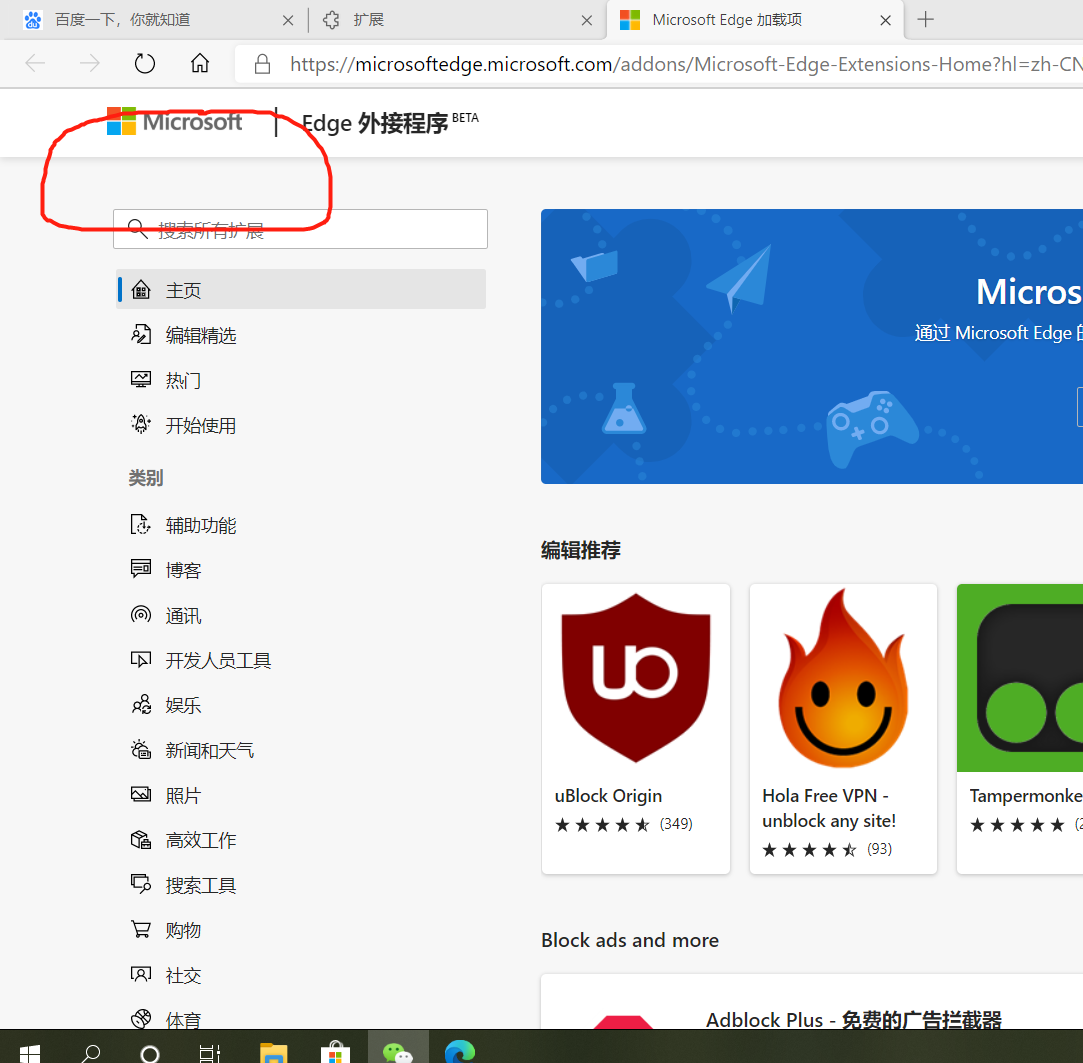 百度一下，你就知道
扩展
Microsoft Edge 加载项
https://microsoftedge.microsoft.com/addons/Microsoft-Edge-Extensions-Home?hl=zh-CN
Microsoft
Edge 外接程序 BETA
搜索所有扩展
主页
编辑精选
热门
开始使用
类别
辅助功能
博客
通讯
开发人员工具
娱乐
新闻和天气
照片
高效工作
搜索工具
购物
社交
体育
Micros
通过 Microsoft Edge
编辑推荐
uo
uBlock Origin
(349)
Hola Free VPN -
unblock any site!
(93)
Tampermonke
(2
Block ads and more
Adblock Plus - 免费的广告拦截器